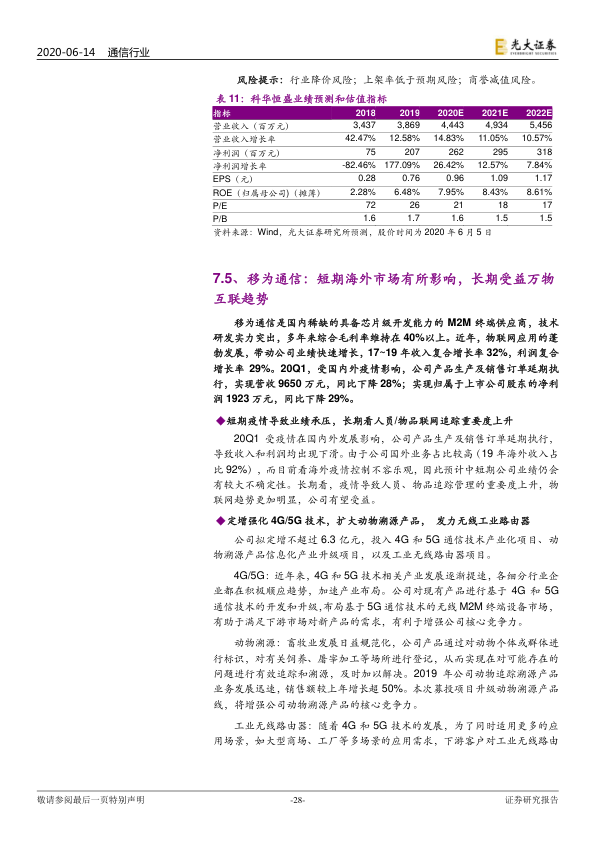 2020-06-14 通信行业
光大证券
EVERBRIGHT SECURITIES
风险提示：行业降价风险；上架率低于预期风险；商誉减值风险。
表 11：科华恒盛业绩预测和估值指标
指标 2018 2019 2020E 2021E 2022E
营业收入（百万元） 3,437 3,869 4,443 4,934 5,456
营业收入增长率 42.47% 12.58% 14.83% 11.05% 10.57%
净利润（百万元） 75 207 262 295 318
净利润增长率 -82.46% 177.09% 26.42% 12.57% 7.84%
EPS（元） 0.28 0.76 0.96 1.09 1.17
ROE（归属母公司）（摊薄） 2.28% 6.48% 7.95% 8.43% 8.61%
P/E 72 26 21 18 17
P/B 1.6 1.7 1.6 1.5 1.5
资料来源：Wind，光大证券研究所预测，股价时间为 2020 年 6 月 5 日
7.5、移为通信：短期海外市场有所影响，长期受益万物
互联趋势
移为通信是国内稀缺的具备芯片级开发能力的 M2M 终端供应商，技术
研发实力突出，多年来综合毛利率维持在 40%以上。近年，物联网应用的蓬
勃发展，带动公司业绩快速增长，17~19 年收入复合增长率 32%，利润复合
增长率 29%。20Q1，受国内外疫情影响，公司产品生产及销售订单延期执
行，实现营收 9650 万元，同比下降 28%；实现归属于上市公司股东的净利
润 1923 万元，同比下降 29%。
◆短期疫情导致业绩承压，长期看人员/物品联网追踪重要度上升
20Q1 受疫情在国内外发展影响，公司产品生产及销售订单延期执行，
导致收入和利润均出现下滑。由于公司国外业务占比较高（19 年海外收入占
比 92%），而目前看海外疫情控制不容乐观，因此预计中短期公司业绩仍会
有较大不确定性。长期看，疫情导致人员、物品追踪管理的重要度上升，物
联网趋势更加明显，公司有望受益。
◆定增强化 4G/5G 技术，扩大动物溯源产品， 发力无线工业路由器
公司拟定增不超过 6.3 亿元，投入 4G 和 5G 通信技术产业化项目、动
物溯源产品信息化产业升级项目，以及工业无线路由器项目。
4G/5G：近年来，4G 和 5G 技术相关产业发展逐渐提速，各细分行业企
业都在积极顺应趋势，加速产业布局。公司对现有产品进行基于 4G 和 5G
通信技术的开发和升级，布局基于 5G 通信技术的无线 M2M 终端设备市场，
有助于满足下游市场对新产品的需求，有利于增强公司核心竞争力。
动物溯源：畜牧业发展日益规范化，公司产品通过对动物个体或群体进
行标识，对有关饲养、屠宰加工等场所进行登记，从而实现在对可能存在的
问题进行有效追踪和溯源，及时加以解决。2019 年公司动物追踪溯源产品
业务发展迅速，销售额较上年增长超 50%。本次募投项目升级动物溯源产品
线，将增强公司动物溯源产品的核心竞争力。
工业无线路由器：随着 4G 和 5G 技术的发展，为了同时适用更多的应
用场景，如大型商场、工厂等多场景的应用需求，下游客户对工业无线路由
敬请参阅最后一页特别声明 -28- 证券研究报告